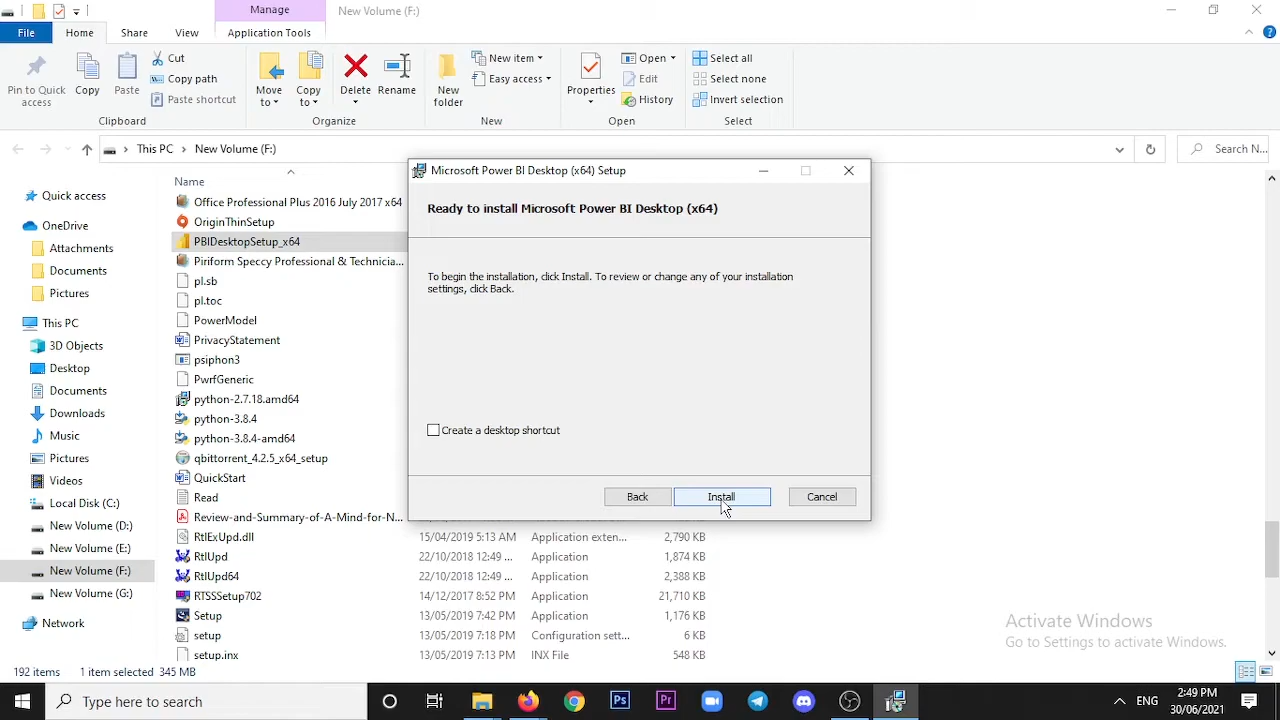 Manage
New Volume (F:)
File
Home
Share
View
Application Tools
Pin to Quick access
Copy
Paste
Cut
Copy path
Paste shortcut
Clipboard
Move to
Copy to
Delete
Rename
Organize
New folder
New item
Easy access
New
Properties
Open
Edit
History
Open
Select all
Select none
Invert selection
Select
This PC > New Volume (F:)
Search N...
Quick access
OneDrive
Attachments
Documents
Pictures
This PC
3D Objects
Desktop
Documents
Downloads
Music
Pictures
Videos
Local Disk (C:)
New Volume (D:)
New Volume (E:)
New Volume (F:)
New Volume (G:)
Network
Name
Office Professional Plus 2016 July 2017 x64
OriginThinSetup
PBIDesktopSetup_x64
Piriform Speccy Professional & Technicia...
pl.sb
pl.toc
PowerModel
PrivacyStatement
psiphon3
PwrfGeneric
python-2.7.18.amd64
python-3.8.4
python-3.8.4-amd64
qbittorrent_4.2.5_x64_setup
QuickStart
Read
Review-and-Summary-of-A-Mind-for-N...
RtlExUpd.dll 15/04/2019 5:13 AM Application exten... 2,790 KB
RtlUpd 22/10/2018 12:49 ... Application 1,874 KB
RtlUpd64 22/10/2018 12:49 ... Application 2,388 KB
RTSSSetup702 14/12/2017 8:52 PM Application 21,710 KB
Setup 13/05/2019 7:42 PM Application 1,176 KB
setup 13/05/2019 7:18 PM Configuration sett... 6 KB
setup.inx 13/05/2019 7:13 PM INX File 548 KB
Microsoft Power BI Desktop (x64) Setup
Ready to install Microsoft Power BI Desktop (x64)
To begin the installation, click Install. To review or change any of your installation
settings, click Back.
Create a desktop shortcut
Back
Install
Cancel
Activate Windows
Go to Settings to activate Windows.
192 items
1 item selected 345 MB
Type here to search
Ps
Pr
ENG
2:49 PM
30/06/2021